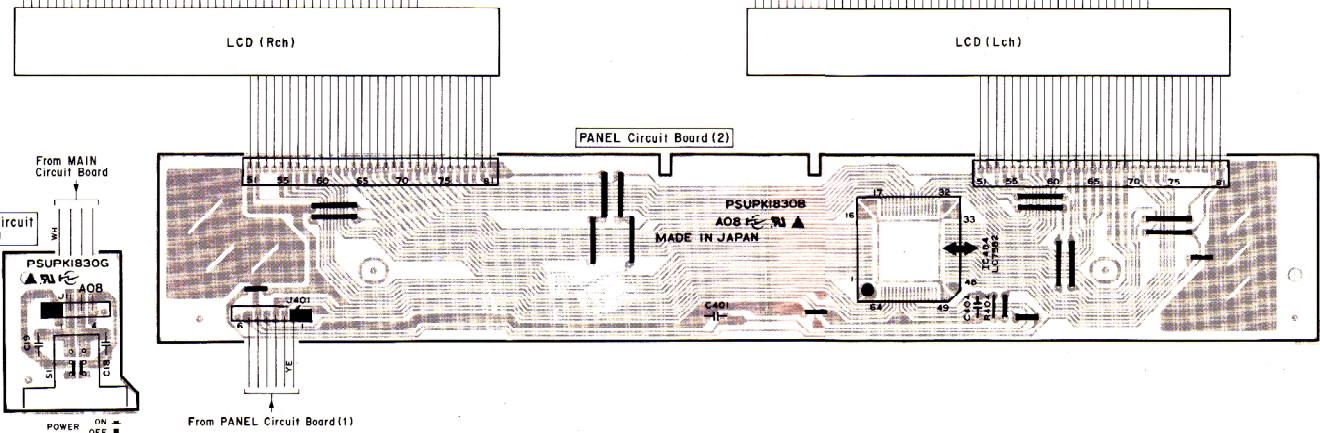 LCD (Rch)
LCD (Lch)
PANEL Circuit Board (2)
From MAIN
Circuit Board
ircuit
WH
PSUPK1830G
A08
J
C19
S1
C18
POWER
ON
OFF
51 55 60 65 70 75 81
J401
1
YE
From PANEL Circuit Board (1)
PSUPK1830B
A08
MADE IN JAPAN
C401
17 32
16 33
1 48
64 49
IC404
R404
51 55 60 65 70 75 81